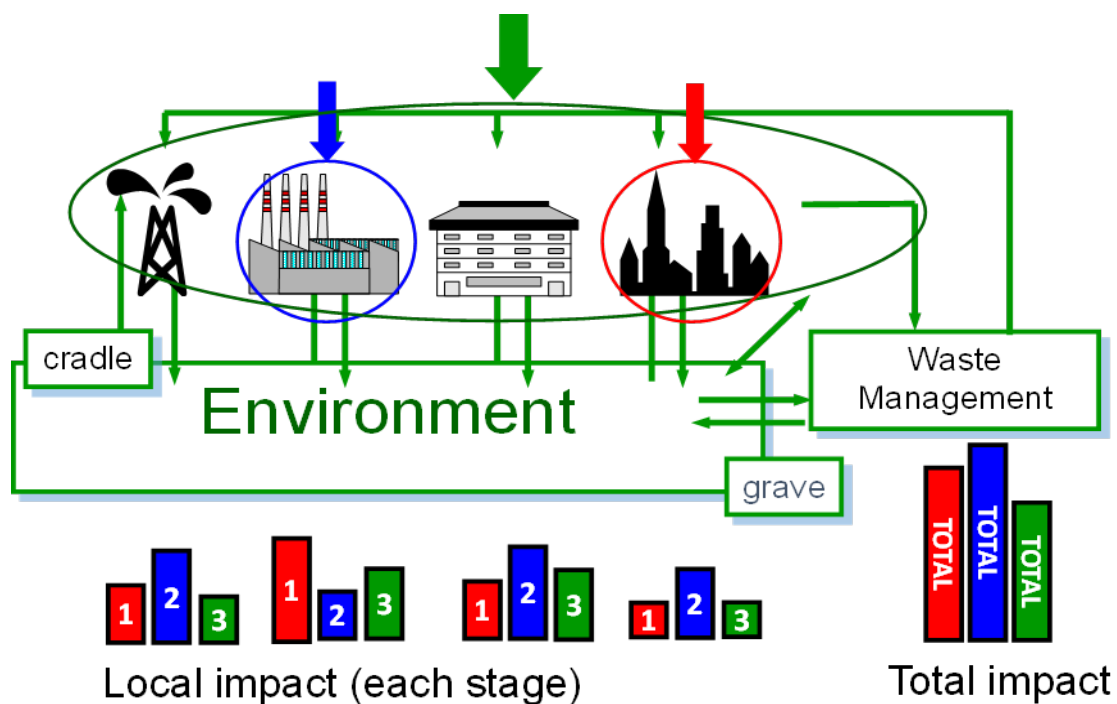 cradle
Environment
Waste
Management
grave
1
2
3
1
2
3
1
2
3
1
2
3
TOTAL
TOTAL
TOTAL
Local impact (each stage)
Total impact